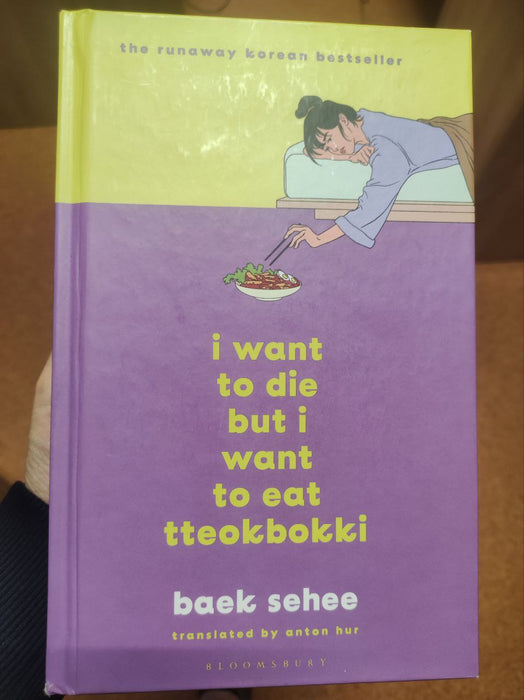 the runaway korean bestseller
i want
to die
but i
want
to eat
tteokbokki
baek sehee
translated by anton hur
BLOOMSBURY